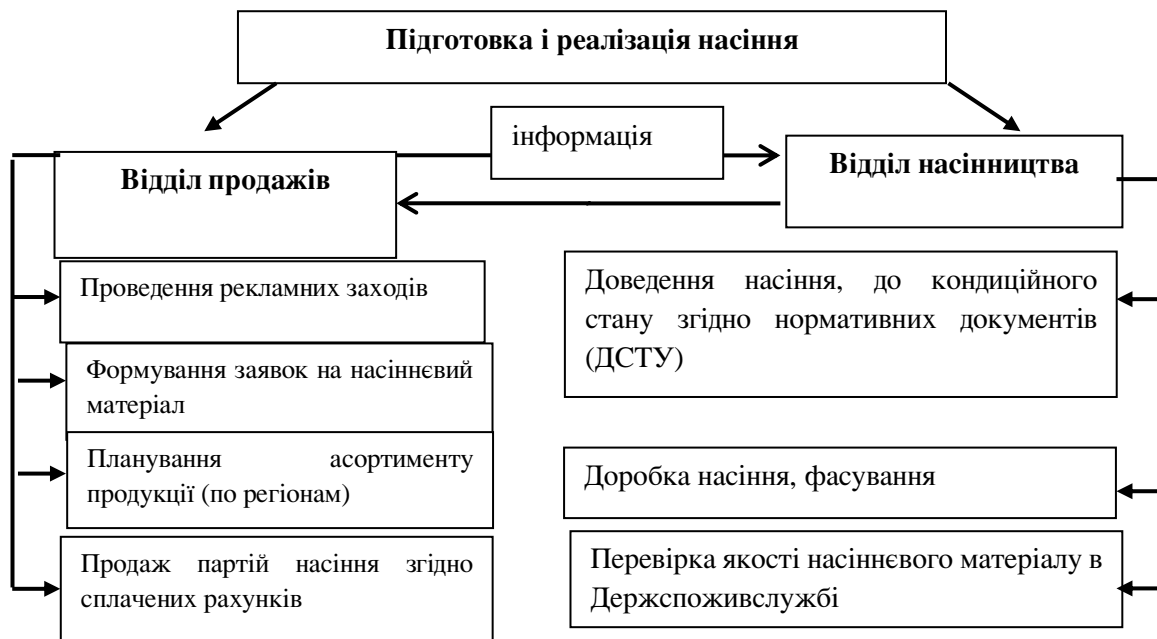 Підготовка і реалізація насіння
інформація
Відділ продажів
Відділ насінництва
Проведення рекламних заходів
Формування заявок на насіннєвий
матеріал
Планування асортименту
продукції (по регіонам)
Продаж партій насіння згідно
сплачених рахунків
Доведення насіння, до кондиційного
стану згідно нормативних документів
(ДСТУ)
Доробка насіння, фасування
Перевірка якості насіннєвого матеріалу в
Держспоживслужбі